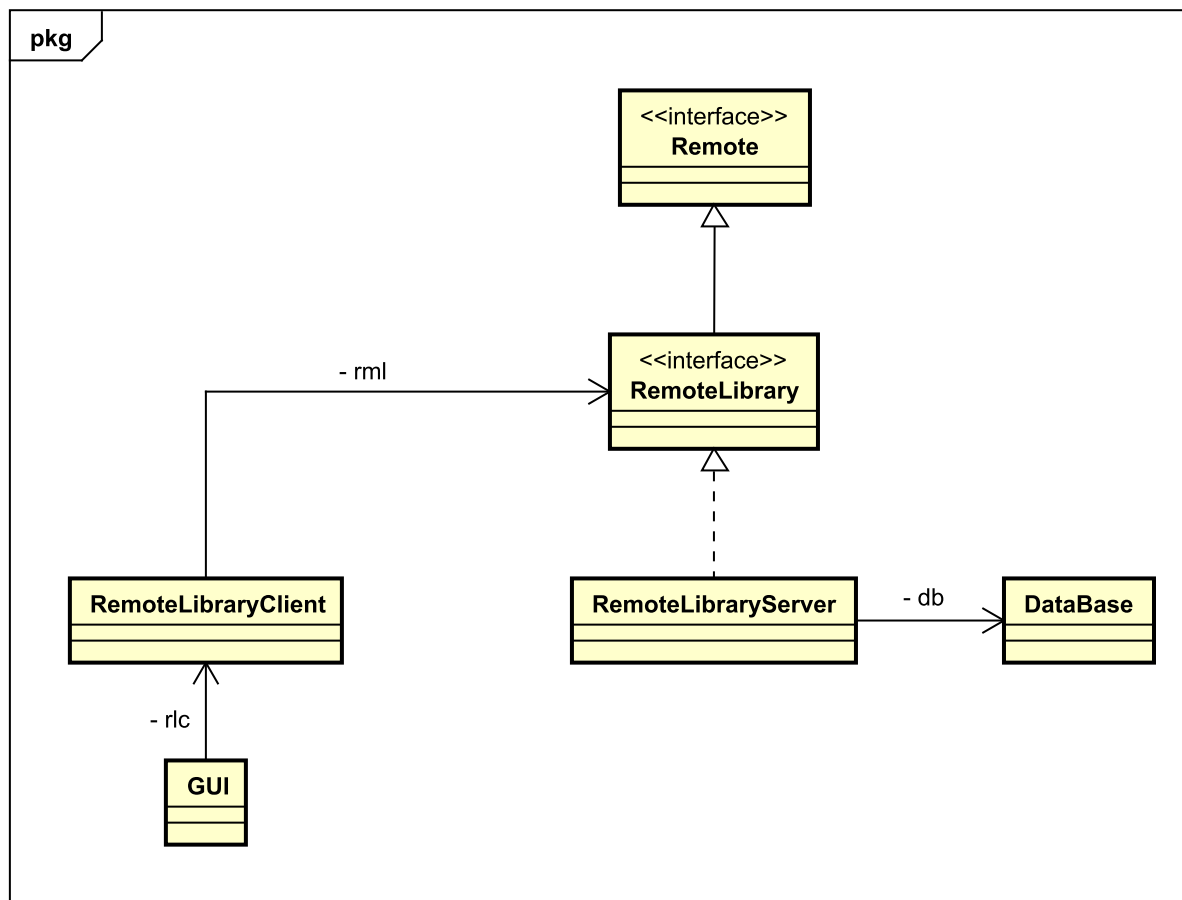 pkg
<<interface>>
Remote
- rml
<<interface>>
RemoteLibrary
RemoteLibraryClient
RemoteLibraryServer
- db
DataBase
- rlc
GUI